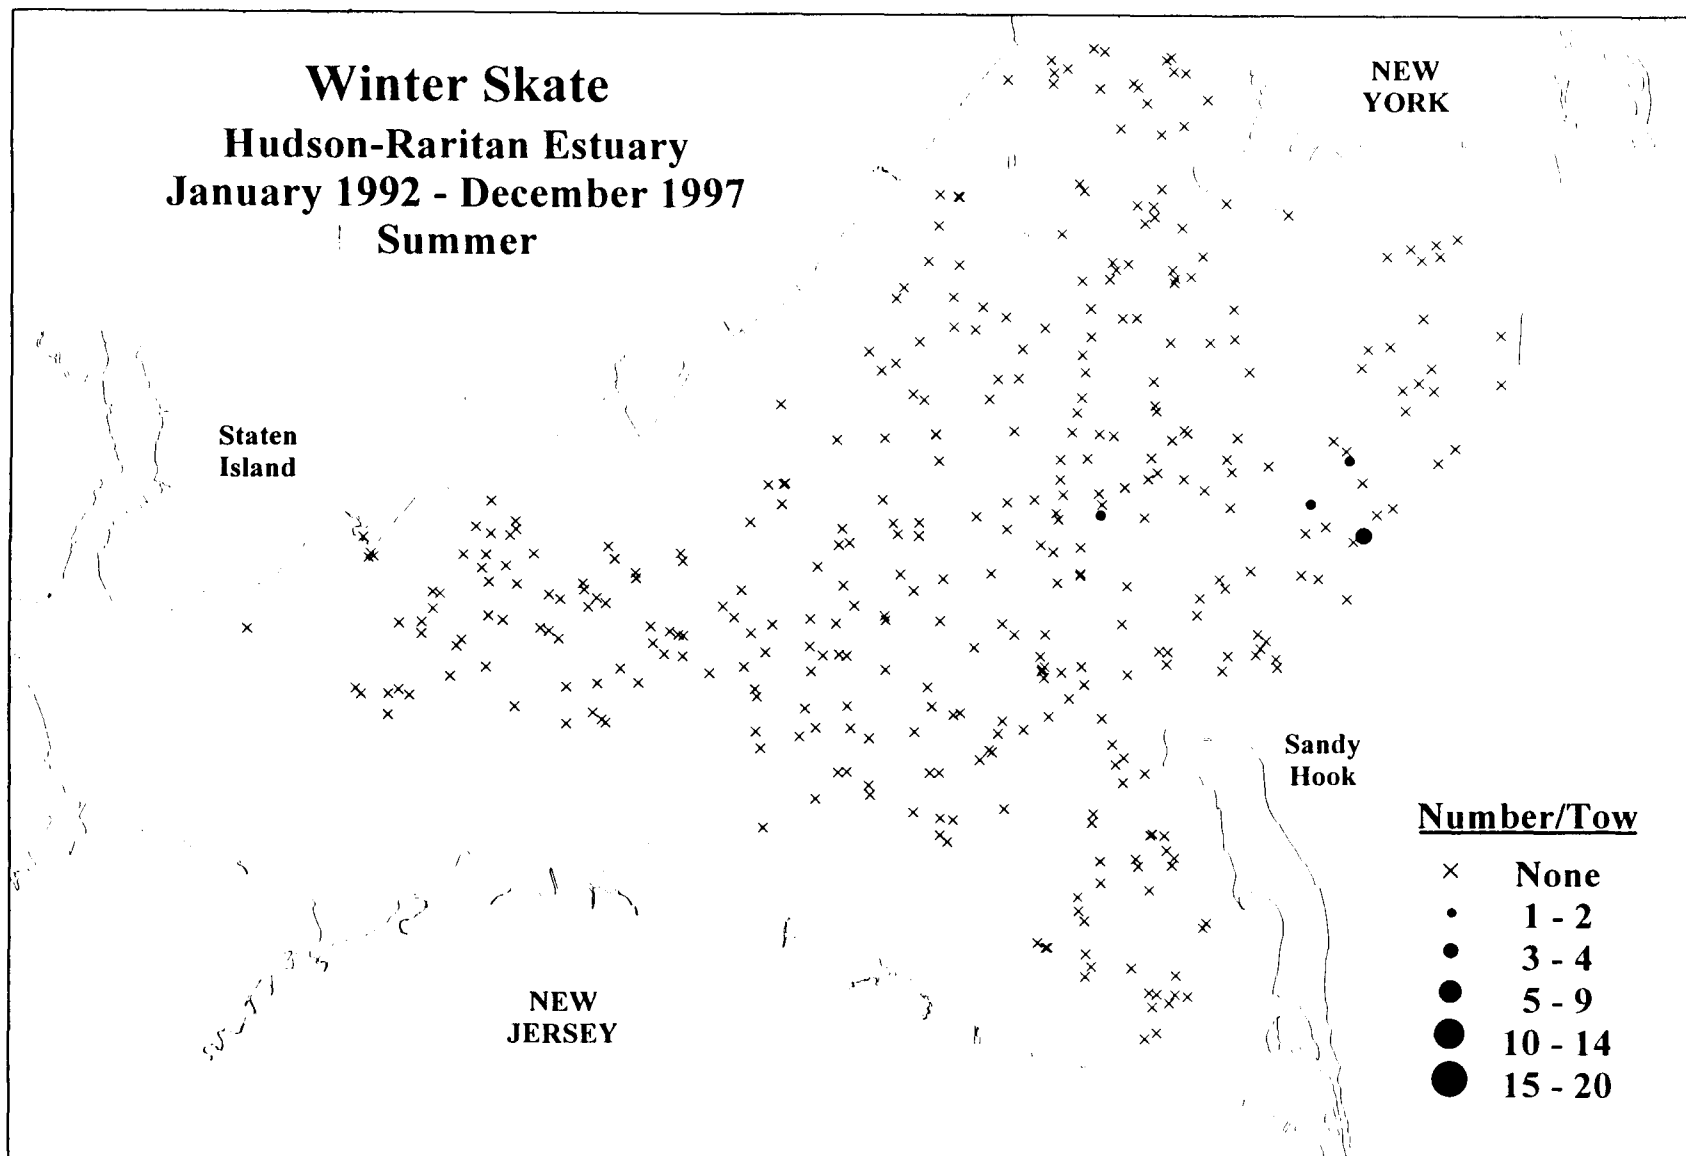 Winter Skate
Hudson-Raritan Estuary
January 1992 - December 1997
Summer
NEW
YORK
Staten
Island
Sandy
Hook
NEW
JERSEY
Number/Tow
None
1 - 2
3 - 4
5 - 9
10 - 14
15 - 20